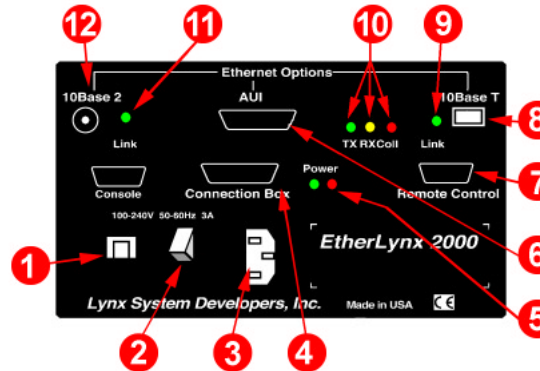 12
11
10
9
Ethernet Options
10Base 2
AUI
10Base T
8
Link
TX RXColl
Link
Power
7
Console
Connection Box
Remote Control
100-240V 50-60Hz 3A
EtherLynx 2000
6
1
Lynx System Developers, Inc.
Made in USA
CE
5
2
3
4